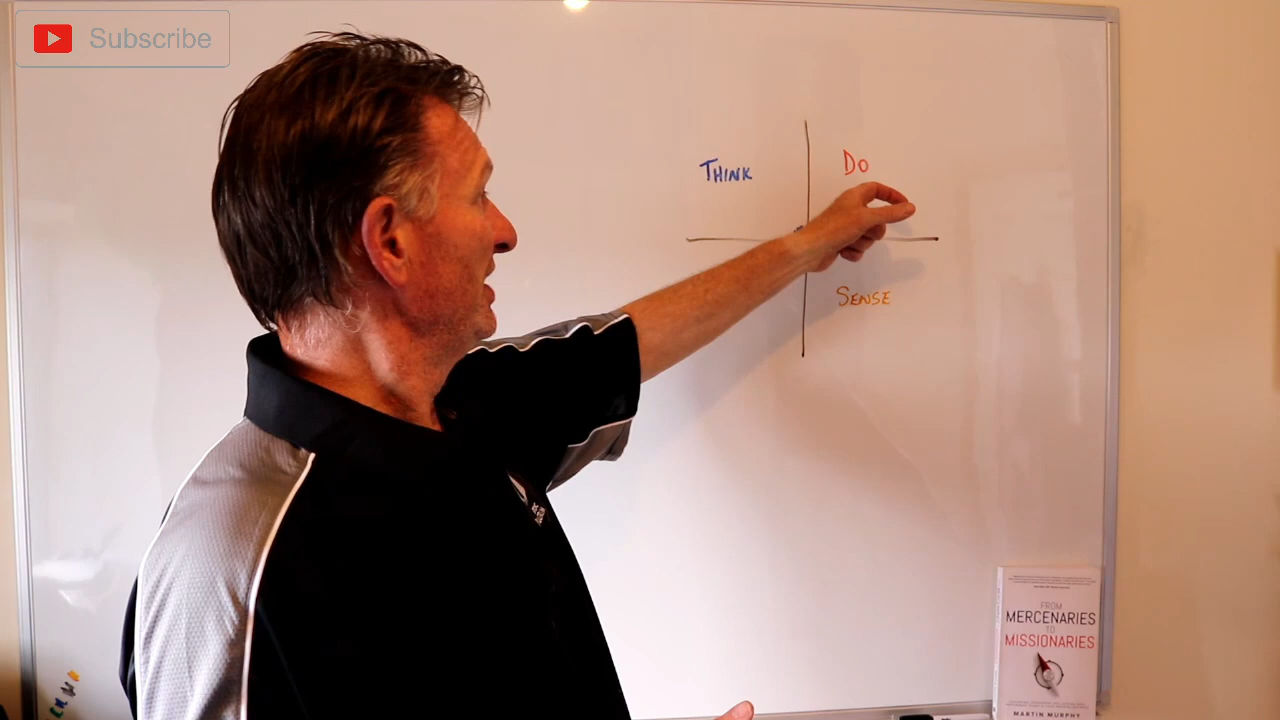 Subscribe
THINK
DO
SENSE
FROM
MERCENARIES
TO
MISSIONARIES
MARTIN MURPHY